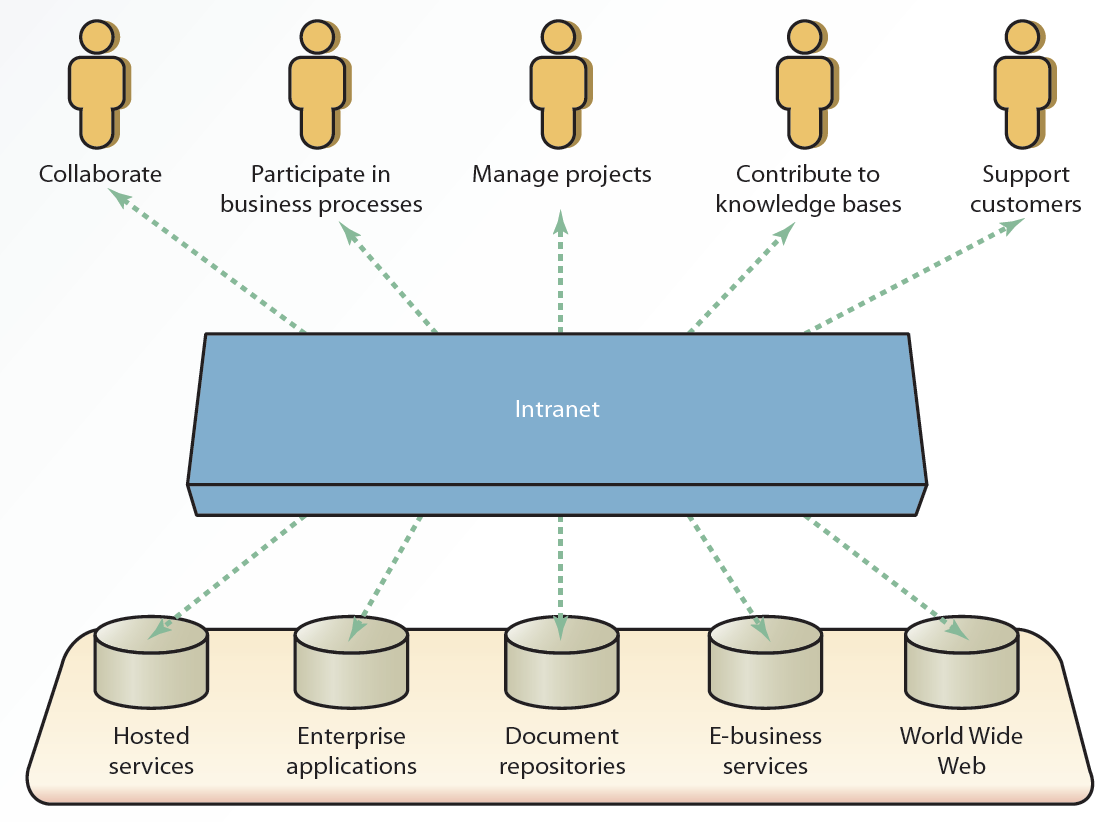 Collaborate
Participate in
business processes
Manage projects
Contribute to
knowledge bases
Support
customers
Intranet
Hosted
services
Enterprise
applications
Document
repositories
E-business
services
World Wide
Web